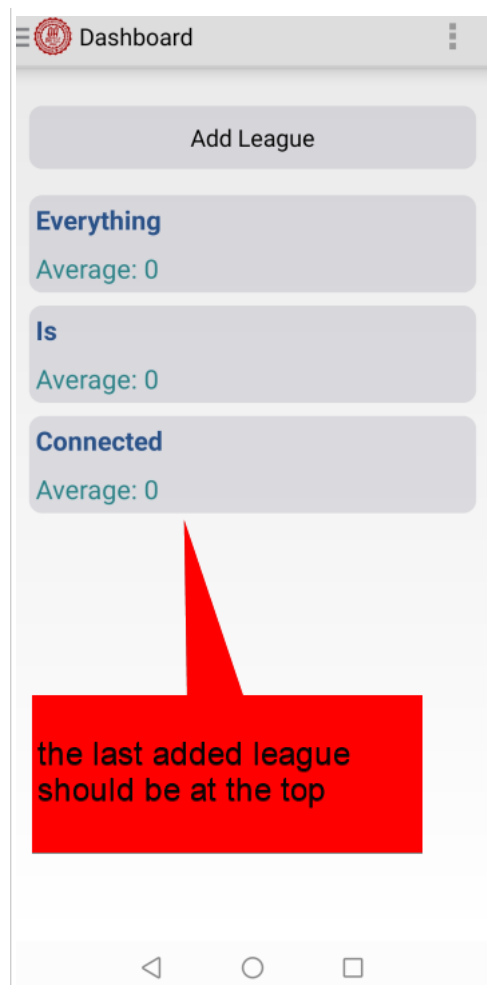 Dashboard
Add League
Everything
Average: 0
Is
Average: 0
Connected
Average: 0
the last added league
should be at the top